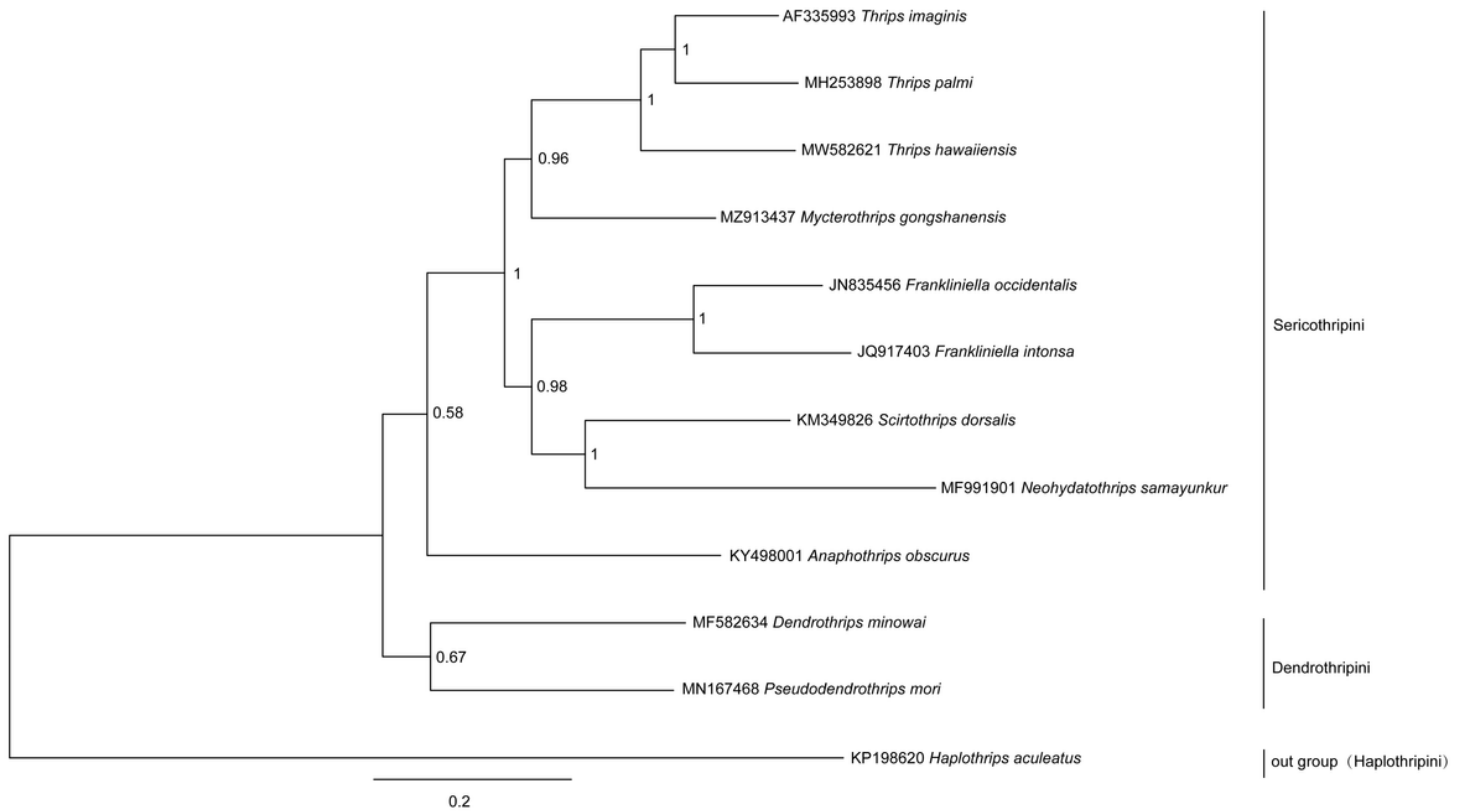 AF335993 Thrips imaginis
1
MH253898 Thrips palmi
1
MW582621 Thrips hawaiiensis
0.96
MZ913437 Mycterothrips gongshanensis
1
JN835456 Frankliniella occidentalis
1
Sericothripini
JQ917403 Frankliniella intonsa
0.98
0.58
KM349826 Scirtothrips dorsalis
1
MF991901 Neohydatothrips samayunkur
KY498001 Anaphothrips obscurus
MF582634 Dendrothrips minowai
0.67
Dendrothripini
MN167468 Pseudodendrothrips mori
KP198620 Haplothrips aculeatus
out group（Haplothripini）
0.2